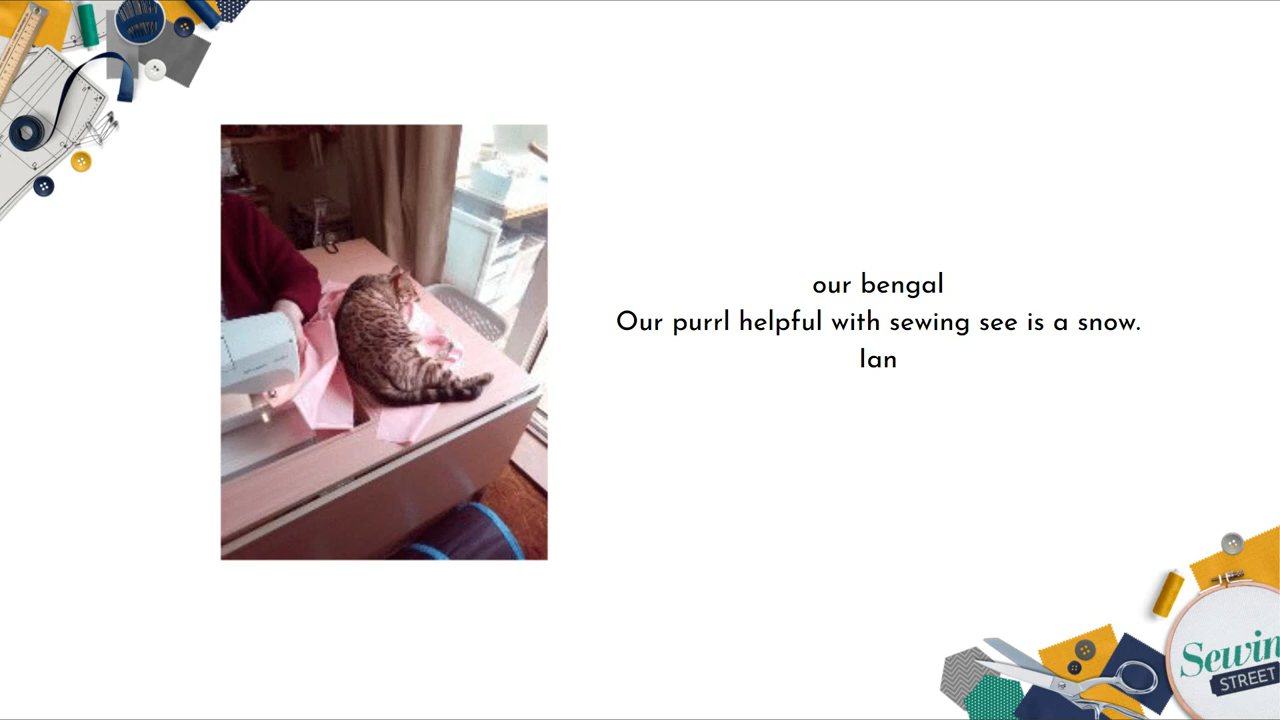 our bengal
Our purrl helpful with sewing see is a snow.
Ian
Sewin
STREET